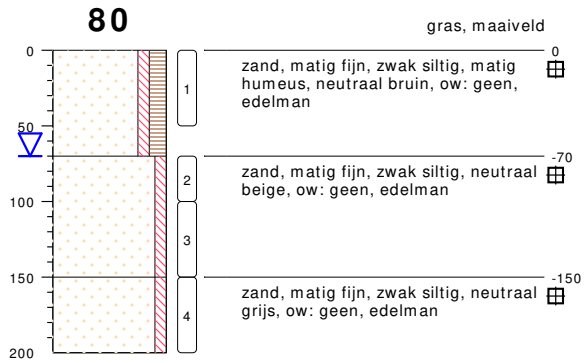 80
gras, maaiveld
0
0
zand, matig fijn, zwak siltig, matig
humeus, neutraal bruin, ow: geen,
edelman
1
50
-70
zand, matig fijn, zwak siltig, neutraal
beige, ow: geen, edelman
2
100
3
150
-150
zand, matig fijn, zwak siltig, neutraal
grijs, ow: geen, edelman
4
200